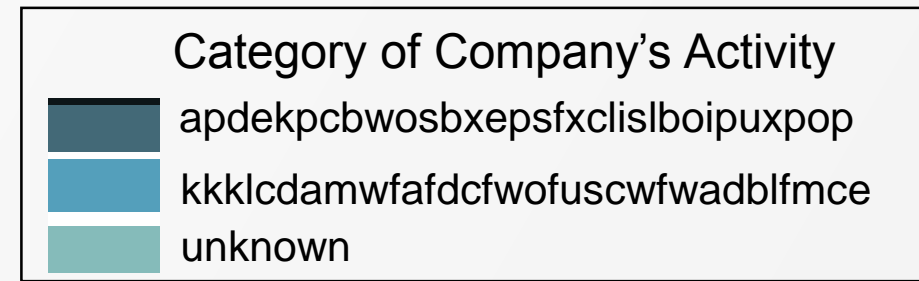 Category of Company’s Activity
apdekpcbwosbxepsfxclislboipuxpop
kkklcdamwfafdcfwofuscwfwadblfmce
unknown